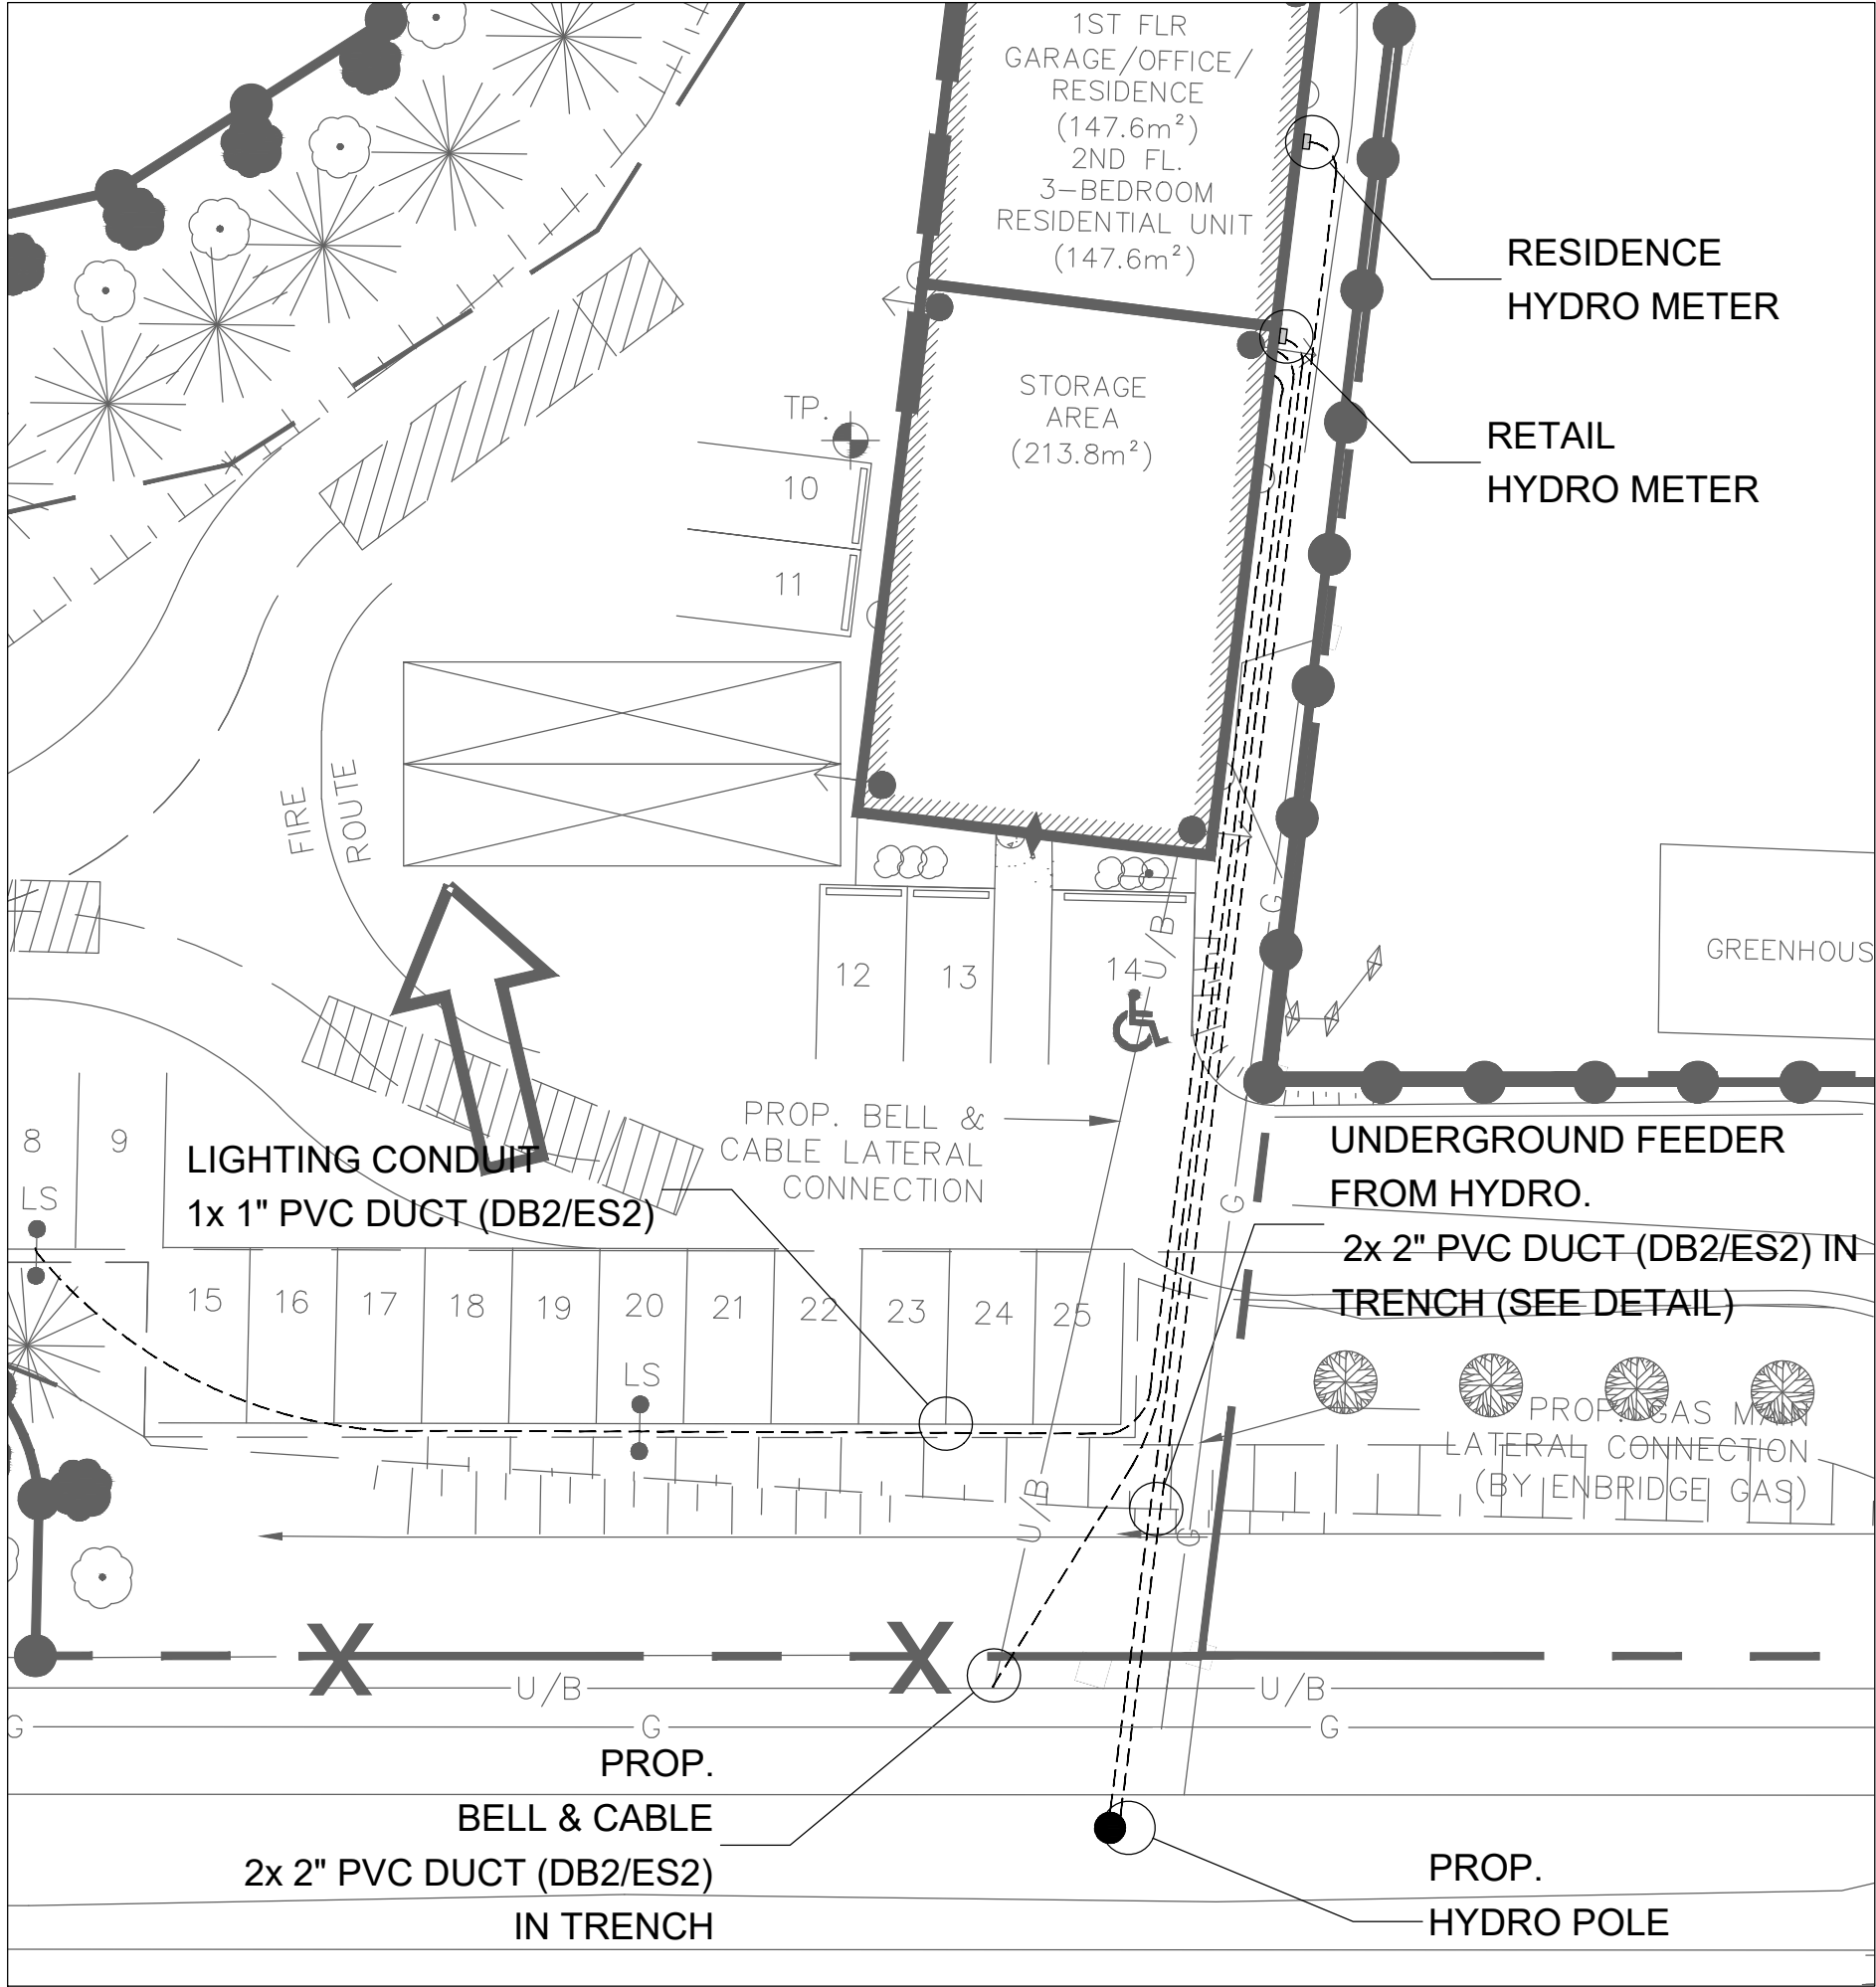 1ST FLR
GARAGE/OFFICE/
RESIDENCE
(147.6m²)
2ND FL.
3-BEDROOM
RESIDENTIAL UNIT
(147.6m²)
RESIDENCE
HYDRO METER
STORAGE
AREA
(213.8m²)
TP.
10
11
RETAIL
HYDRO METER
FIRE
ROUTE
G
U/B
GREENHOUS
12
13
14
PROP. BELL &
CABLE LATERAL
CONNECTION
8
9
LS
LIGHTING CONDUIT
1x 1" PVC DUCT (DB2/ES2)
G
UNDERGROUND FEEDER
FROM HYDRO.
2x 2" PVC DUCT (DB2/ES2) IN
TRENCH (SEE DETAIL)
15
16
17
18
19
20
21
22
23
24
25
LS
PROP. GAS MAIN
LATERAL CONNECTION
(BY ENBRIDGE GAS)
U/B
G
X
X
U/B
U/B
G
G
G
PROP.
BELL & CABLE
2x 2" PVC DUCT (DB2/ES2)
IN TRENCH
PROP.
HYDRO POLE